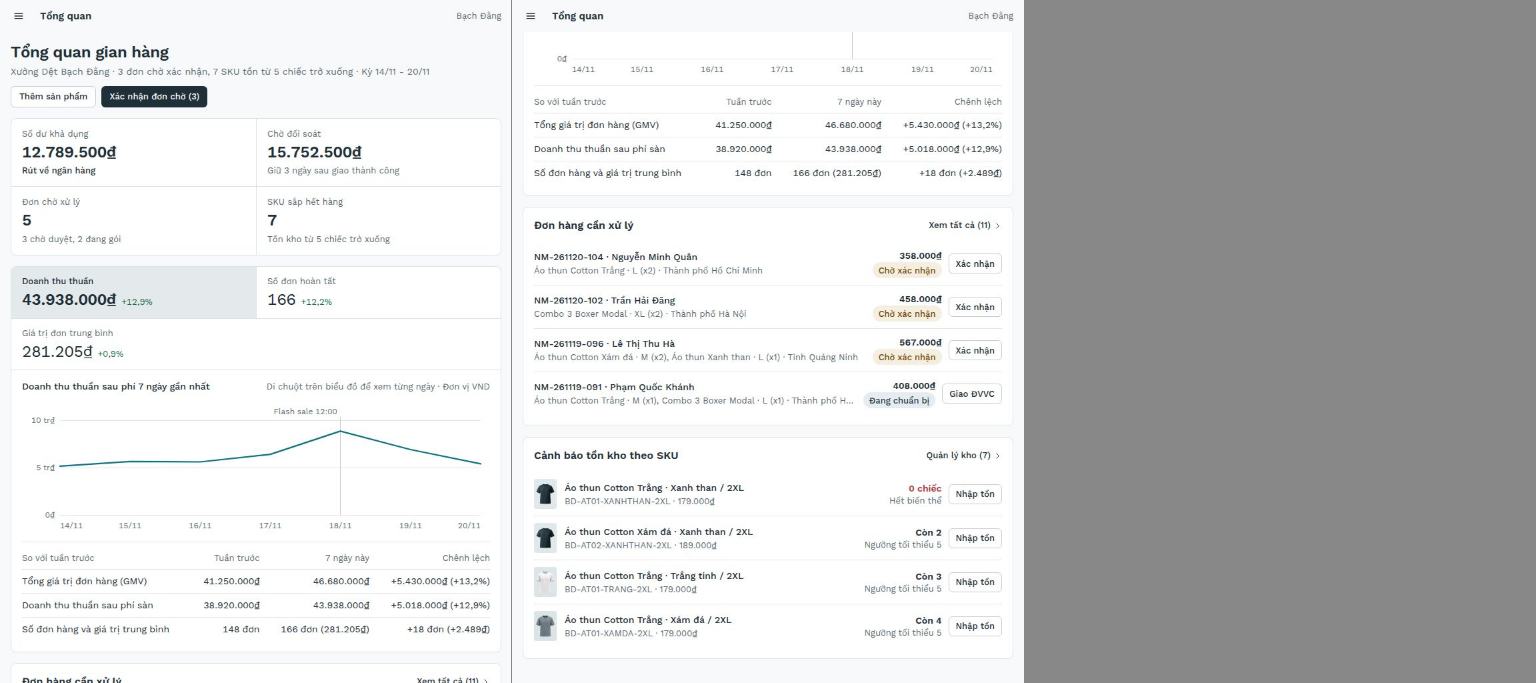 Tổng quan
Bạch Đằng
Tổng quan gian hàng
Xưởng Dệt Bạch Đằng · 3 đơn chờ xác nhận, 7 SKU tồn từ 5 chiếc trở xuống · Kỳ 14/11 - 20/11
Thêm sản phẩm
Xác nhận đơn chờ (3)
Số dư khả dụng
12.789.500₫
Rút về ngân hàng
Chờ đối soát
15.752.500₫
Giữ 3 ngày sau giao thành công
Đơn chờ xử lý
5
3 chờ duyệt, 2 đang gói
SKU sắp hết hàng
7
Tồn kho từ 5 chiếc trở xuống
Doanh thu thuần
43.938.000₫ +12,9%
Số đơn hoàn tất
166 +12,2%
Giá trị đơn trung bình
281.205₫ +0,9%
Doanh thu thuần sau phí 7 ngày gần nhất
Di chuột trên biểu đồ để xem từng ngày · Đơn vị VND
Flash sale 12:00
10 tr₫
5 tr₫
0₫
14/11 15/11 16/11 17/11 18/11 19/11 20/11
So với tuần trước Tuần trước 7 ngày này Chênh lệch
Tổng giá trị đơn hàng (GMV) 41.250.000₫ 46.680.000₫ +5.430.000₫ (+13,2%)
Doanh thu thuần sau phí sàn 38.920.000₫ 43.938.000₫ +5.018.000₫ (+12,9%)
Số đơn hàng và giá trị trung bình 148 đơn 166 đơn (281.205₫) +18 đơn (+2.489₫)
Đơn hàng cần xử lý
Xem tất cả (11)
Tổng quan
Bạch Đằng
0₫
14/11 15/11 16/11 17/11 18/11 19/11 20/11
So với tuần trước Tuần trước 7 ngày này Chênh lệch
Tổng giá trị đơn hàng (GMV) 41.250.000₫ 46.680.000₫ +5.430.000₫ (+13,2%)
Doanh thu thuần sau phí sàn 38.920.000₫ 43.938.000₫ +5.018.000₫ (+12,9%)
Số đơn hàng và giá trị trung bình 148 đơn 166 đơn (281.205₫) +18 đơn (+2.489₫)
Đơn hàng cần xử lý
Xem tất cả (11)
NM-261120-104 · Nguyễn Minh Quân
Áo thun Cotton Trắng · L (x2) · Thành phố Hồ Chí Minh
358.000₫
Chờ xác nhận
Xác nhận
NM-261120-102 · Trần Hải Đăng
Combo 3 Boxer Modal · XL (x2) · Thành phố Hà Nội
458.000₫
Chờ xác nhận
Xác nhận
NM-261119-096 · Lê Thị Thu Hà
Áo thun Cotton Xám đá · M (x2), Áo thun Xanh than · L (x1) · Tỉnh Quảng Ninh
567.000₫
Chờ xác nhận
Xác nhận
NM-261119-091 · Phạm Quốc Khánh
Áo thun Cotton Trắng · M (x1), Combo 3 Boxer Modal · L (x1) · Thành phố H...
408.000₫
Đang chuẩn bị
Giao ĐVVC
Cảnh báo tồn kho theo SKU
Quản lý kho (7)
Áo thun Cotton Trắng · Xanh than / 2XL
BD-AT01-XANHTHAN-2XL · 179.000₫
0 chiếc
Hết biến thể
Nhập tồn
Áo thun Cotton Xám đá · Xanh than / 2XL
BD-AT02-XANHTHAN-2XL · 189.000₫
Còn 2
Ngưỡng tối thiểu 5
Nhập tồn
Áo thun Cotton Trắng · Trắng tinh / 2XL
BD-AT01-TRANG-2XL · 179.000₫
Còn 3
Ngưỡng tối thiểu 5
Nhập tồn
Áo thun Cotton Trắng · Xám đá / 2XL
BD-AT01-XAMDA-2XL · 179.000₫
Còn 4
Ngưỡng tối thiểu 5
Nhập tồn